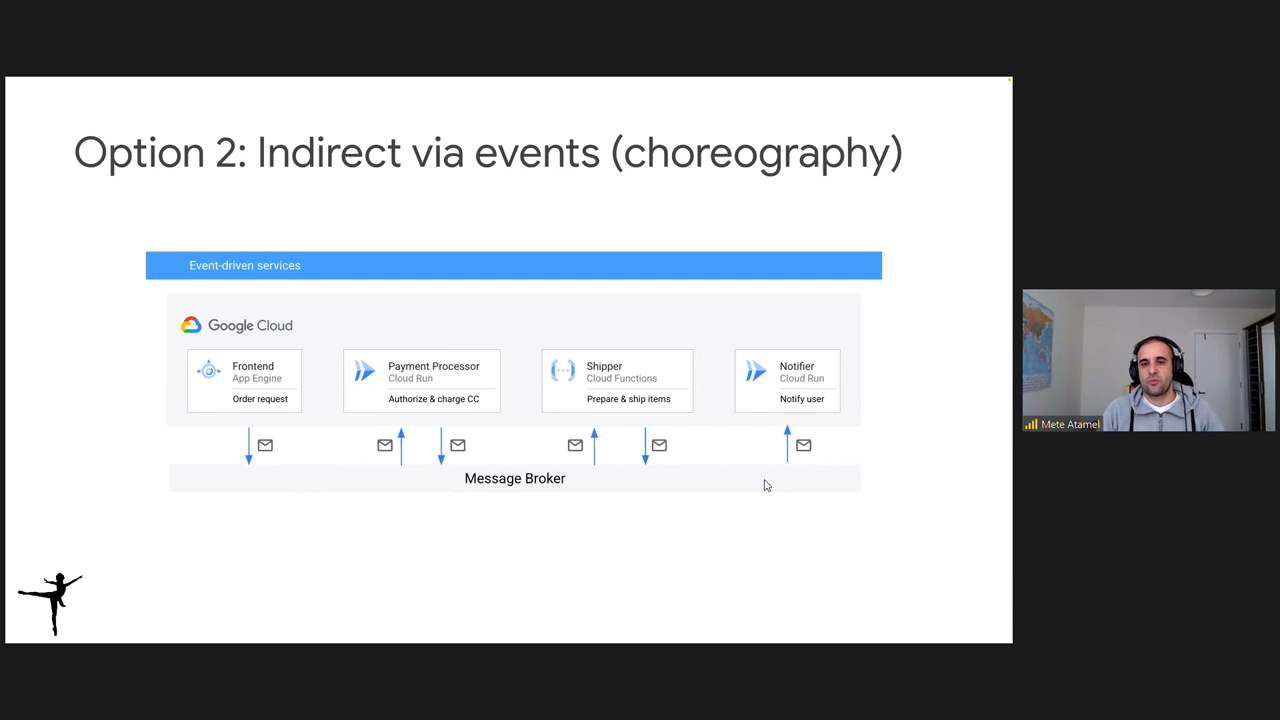 Option 2: Indirect via events (choreography)
Event-driven services
Google Cloud
Frontend
App Engine
Order request
Payment Processor
Cloud Run
Authorize & charge CC
Shipper
Cloud Functions
Prepare & ship items
Notifier
Cloud Run
Notify user
Message Broker
Mete Atamel